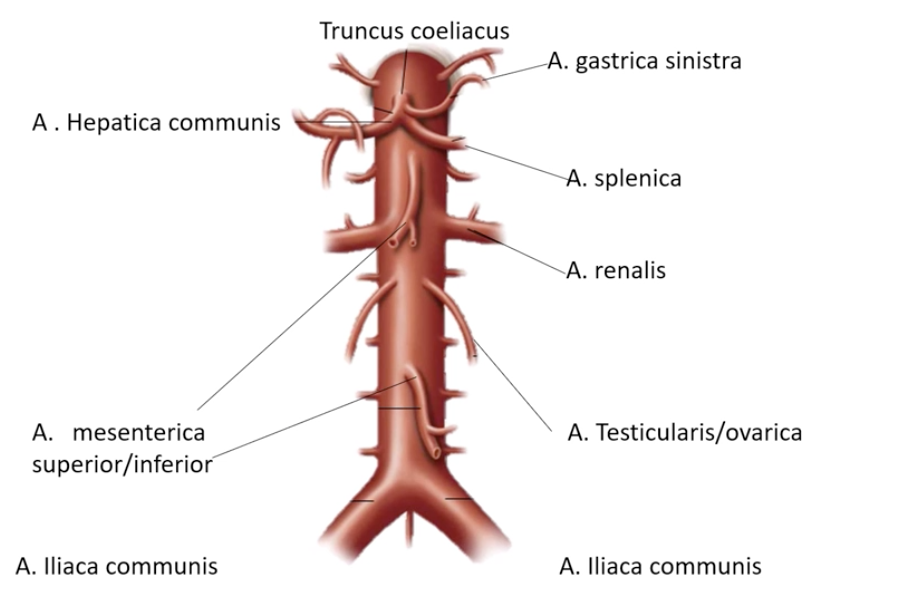 Truncus coeliacus
A. gastrica sinistra
A . Hepatica communis
A. splenica
A. renalis
A. mesenterica
superior/inferior
A. Testicularis/ovarica
A. Iliaca communis
A. Iliaca communis